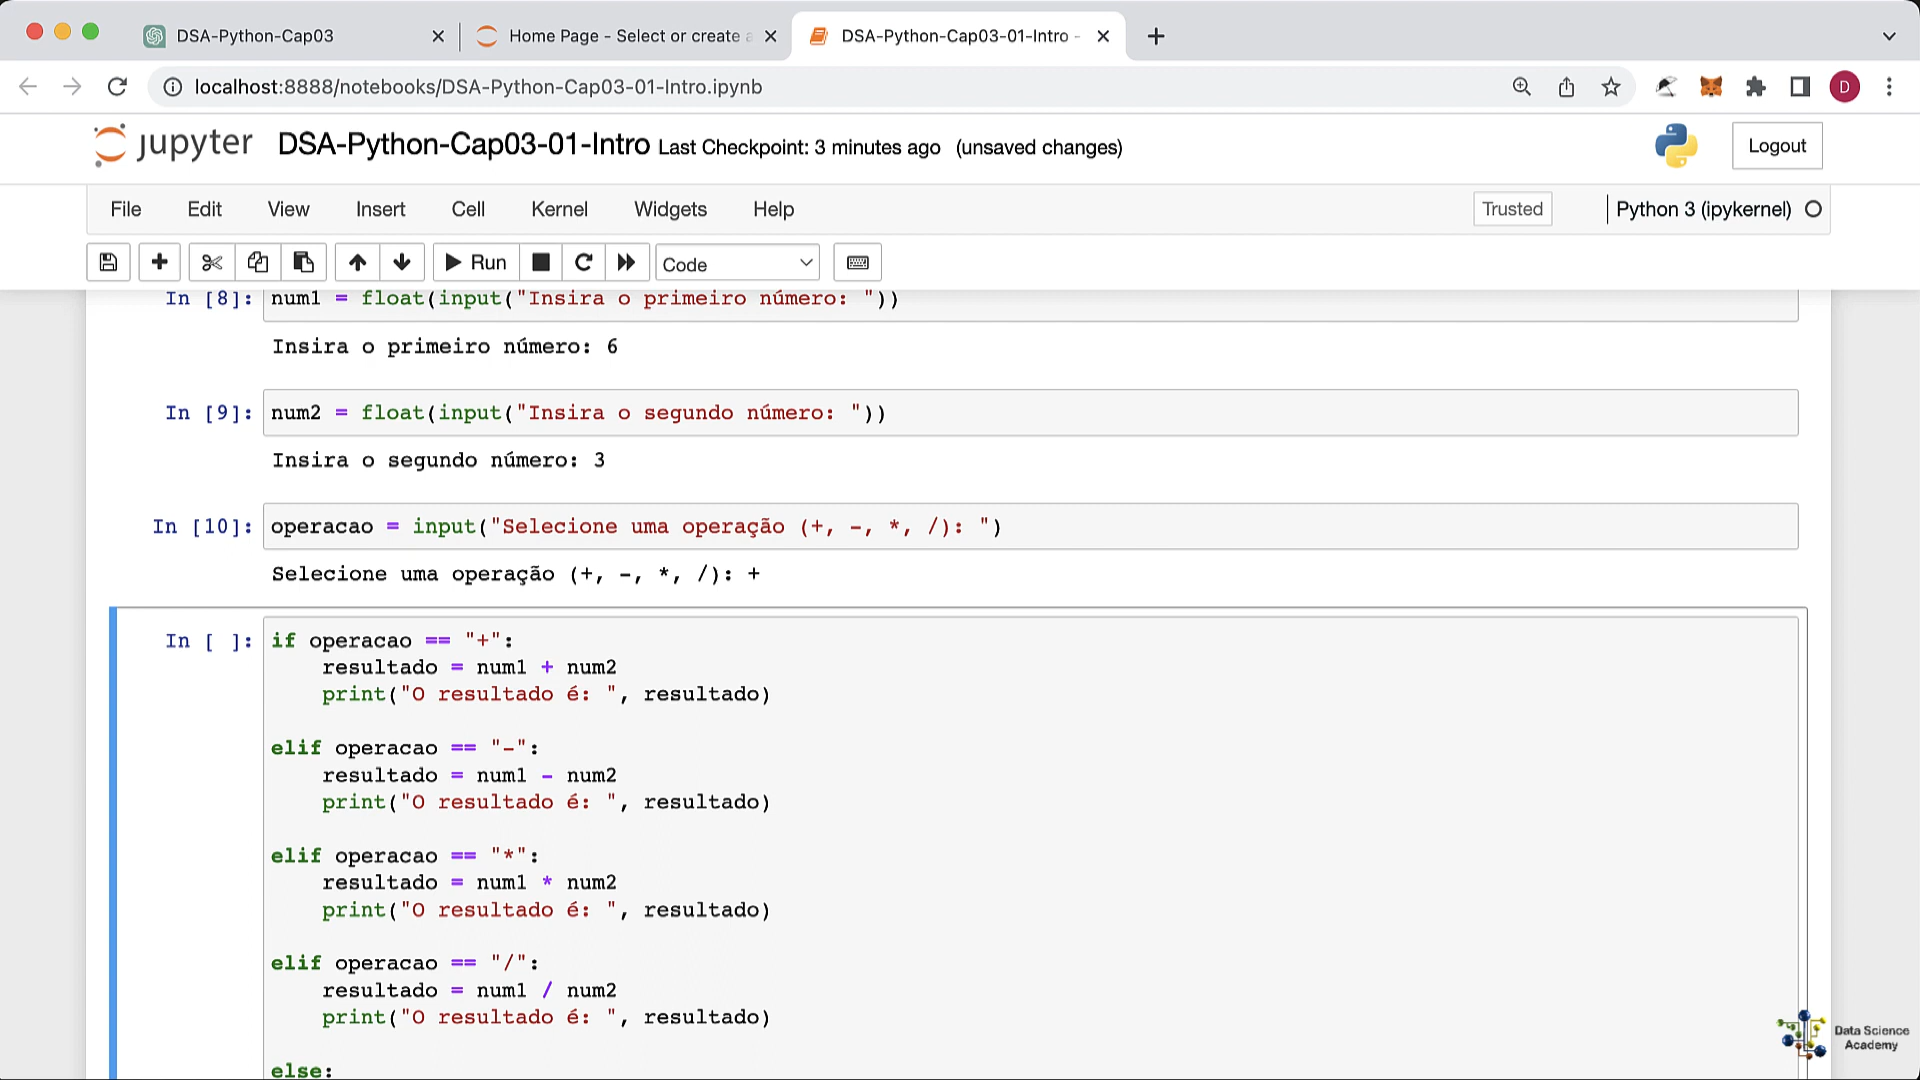 DSA-Python-Cap03
Home Page - Select or create a
DSA-Python-Cap03-01-Intro -
localhost:8888/notebooks/DSA-Python-Cap03-01-Intro.ipynb
D
jupyter DSA-Python-Cap03-01-Intro Last Checkpoint: 3 minutes ago (unsaved changes)
Logout
File Edit View Insert Cell Kernel Widgets Help
Trusted
Python 3 (ipykernel)
Run
Code
In [8]: num1 = float(input("Insira o primeiro número: "))
Insira o primeiro número: 6
In [9]: num2 = float(input("Insira o segundo número: "))
Insira o segundo número: 3
In [10]: operacao = input("Selecione uma operação (+, -, *, /): ")
Selecione uma operação (+, -, *, /): +
In [ ]: if operacao == "+":
    resultado = num1 + num2
    print("O resultado é: ", resultado)
elif operacao == "-":
    resultado = num1 - num2
    print("O resultado é: ", resultado)
elif operacao == "*":
    resultado = num1 * num2
    print("O resultado é: ", resultado)
elif operacao == "/":
    resultado = num1 / num2
    print("O resultado é: ", resultado)
else:
Data Science
Academy